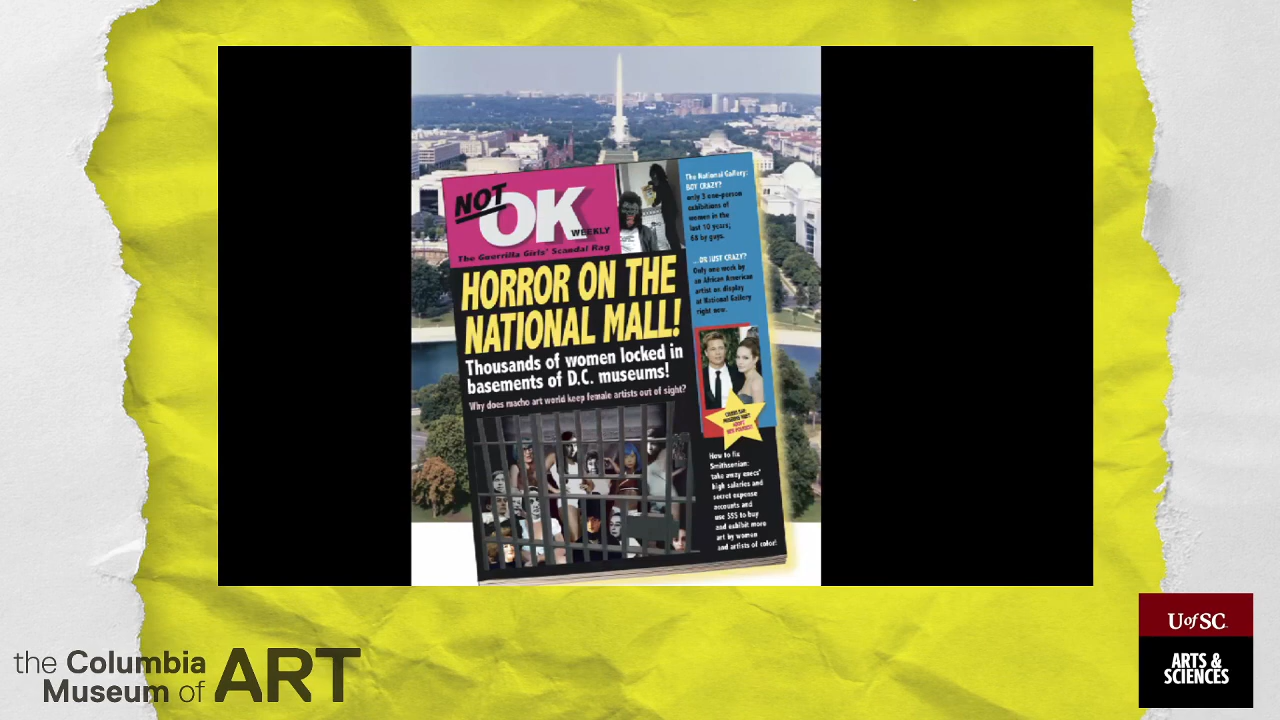 NOT
OK
WEEKLY
The Guerrilla Girls' Scandal Rag
HORROR ON THE
NATIONAL MALL!
Thousands of women locked in
basements of D.C. museums!
Why does macho art world keep female artists out of sight?
The National Gallery:
BOY CRAZY?
only 3 one-person
exhibitions of
women in the
last 10 years;
68 by guys.
...OR JUST CRAZY?
Only one work by
an African American
artist on display
at National Gallery
right now.
How to fix
Smithsonian:
take away execs'
high salaries and
secret expense
accounts and
use $$$ to buy
and exhibit more
art by women
and artists of color!
the Columbia
Museum of ART
UofSC
ARTS &
SCIENCES